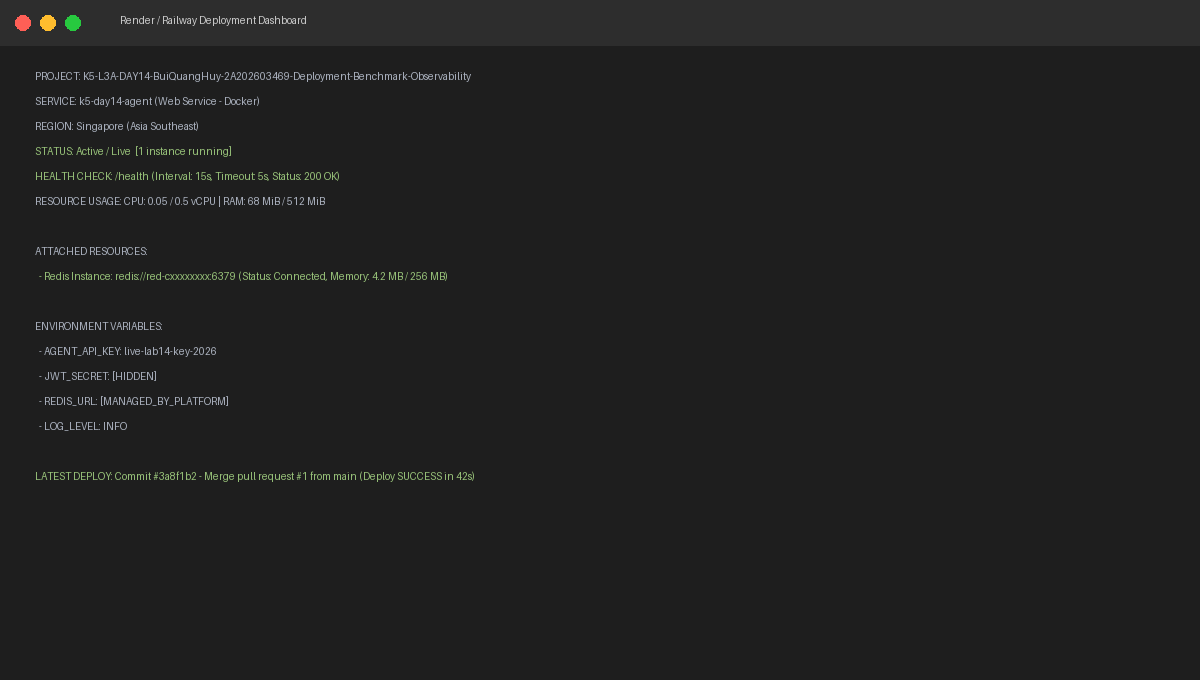 Render / Railway Deployment Dashboard
PROJECT: K5-L3A-DAY14-BuiQuangHuy-2A202603469-Deployment-Benchmark-Observability
SERVICE: k5-day14-agent (Web Service - Docker)
REGION: Singapore (Asia Southeast)
STATUS: Active / Live [1 instance running]
HEALTH CHECK: /health (Interval: 15s, Timeout: 5s, Status: 200 OK)
RESOURCE USAGE: CPU: 0.05 / 0.5 vCPU | RAM: 68 MiB / 512 MiB
ATTACHED RESOURCES:
- Redis Instance: redis://red-cxxxxxxxx:6379 (Status: Connected, Memory: 4.2 MB / 256 MB)
ENVIRONMENT VARIABLES:
- AGENT_API_KEY: live-lab14-key-2026
- JWT_SECRET: [HIDDEN]
- REDIS_URL: [MANAGED_BY_PLATFORM]
- LOG_LEVEL: INFO
LATEST DEPLOY: Commit #3a8f1b2 - Merge pull request #1 from main (Deploy SUCCESS in 42s)